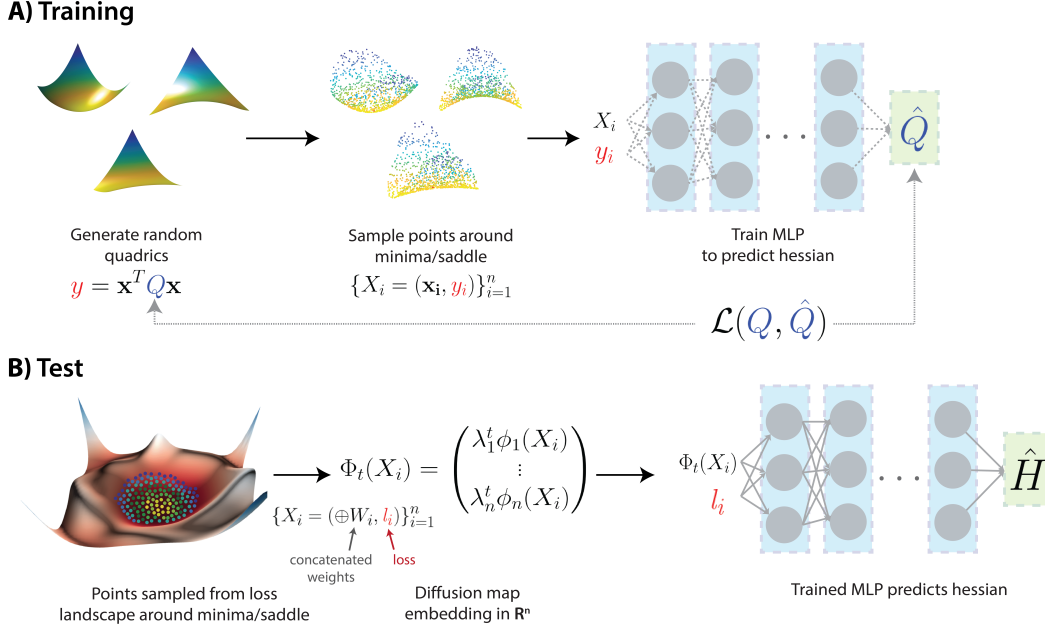 A) Training
Generate random
quadrics
y = x^T Qx
Sample points around
minima/saddle
{X_i = (x_i, y_i)}_{i=1}^n
X_i
y_i
. . .
Q̂
Train MLP
to predict hessian
ℒ(Q, Q̂)
B) Test
{X_i = (⊕W_i, l_i)}_{i=1}^n
concatenated
weights
loss
Points sampled from loss
landscape around minima/saddle
Φ_t(X_i) =
λ_1^t ϕ_1(X_i)
⋮
λ_n^t ϕ_n(X_i)
Diffusion map
embedding in R^n
Φ_t(X_i)
l_i
. . .
Ĥ
Trained MLP predicts hessian